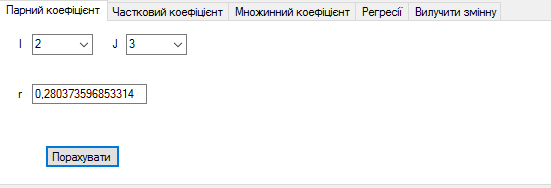 Парний коефіцієнт Частковий коефіцієнт Множинний коефіцієнт Регресії Вилучити змінну
I 2 J 3
r 0,280373596853314
Порахувати